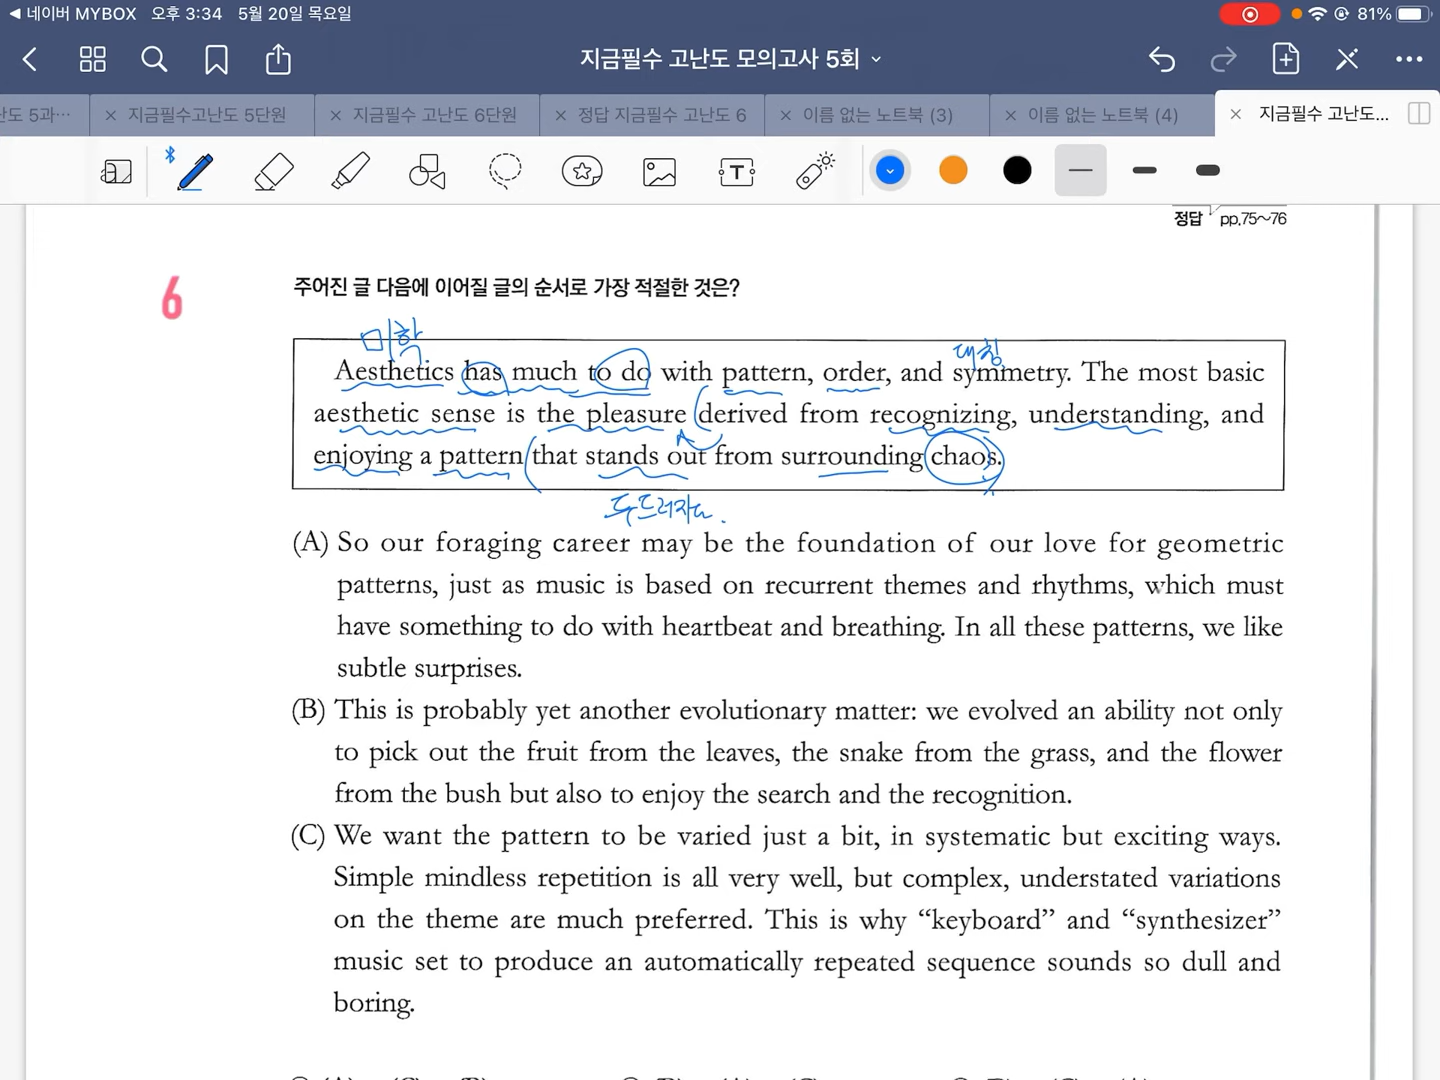 네이버 MYBOX 오후 3:34 5월 20일 목요일 81%
지금필수 고난도 모의고사 5회
난도 5과… × 지금필수고난도 5단원 × 지금필수 고난도 6단원 × 정답 지금필수 고난도 6 × 이름 없는 노트북 (3) × 이름 없는 노트북 (4) × 지금필수 고난도...
정답 pp.75~76
6 주어진 글 다음에 이어질 글의 순서로 가장 적절한 것은?
미학 대칭
Aesthetics has much to do with pattern, order, and symmetry. The most basic
aesthetic sense is the pleasure derived from recognizing, understanding, and
enjoying a pattern that stands out from surrounding chaos.
두드러지다.
(A) So our foraging career may be the foundation of our love for geometric
patterns, just as music is based on recurrent themes and rhythms, which must
have something to do with heartbeat and breathing. In all these patterns, we like
subtle surprises.
(B) This is probably yet another evolutionary matter: we evolved an ability not only
to pick out the fruit from the leaves, the snake from the grass, and the flower
from the bush but also to enjoy the search and the recognition.
(C) We want the pattern to be varied just a bit, in systematic but exciting ways.
Simple mindless repetition is all very well, but complex, understated variations
on the theme are much preferred. This is why “keyboard” and “synthesizer”
music set to produce an automatically repeated sequence sounds so dull and
boring.